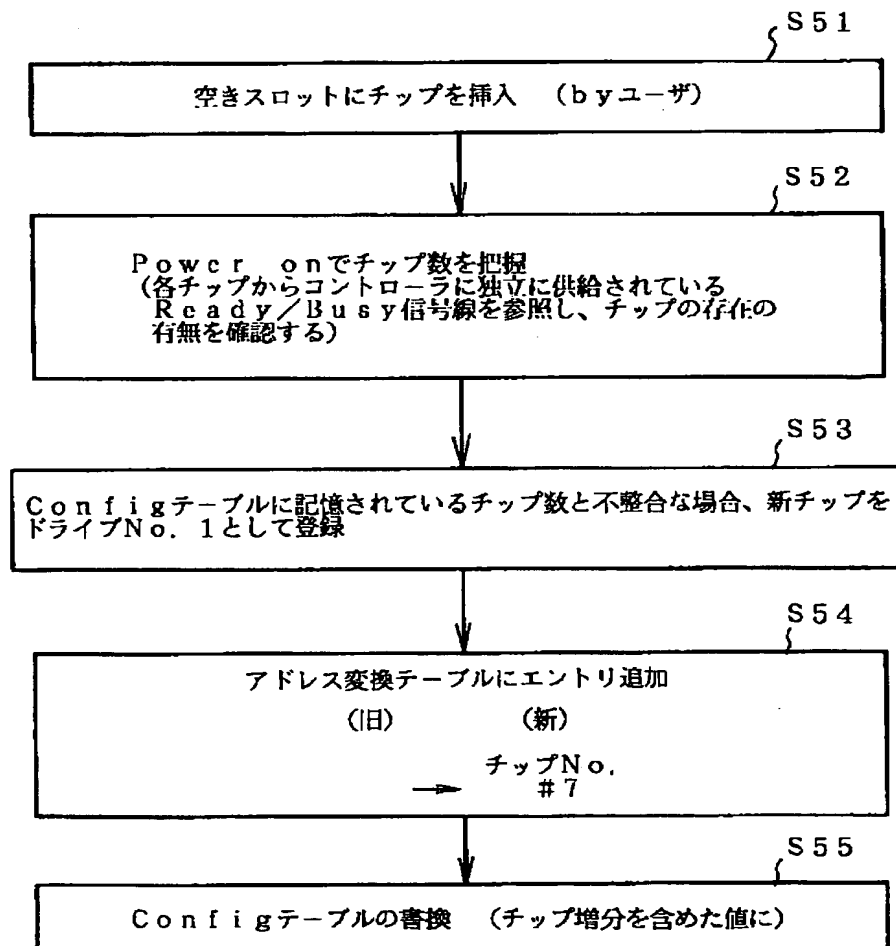 S51
空きスロットにチップを挿入 (byユーザ)
S52
Power onでチップ数を把握
(各チップからコントローラに独立に供給されている
Ready/Busy信号線を参照し、チップの存在の
有無を確認する)
S53
Configテーブルに記憶されているチップ数と不整合な場合、新チップを
ドライブNo. 1として登録
S54
アドレス変換テーブルにエントリ追加
(旧) (新)
チップNo.
→ #7
S55
Configテーブルの書換 (チップ増分を含めた値に)